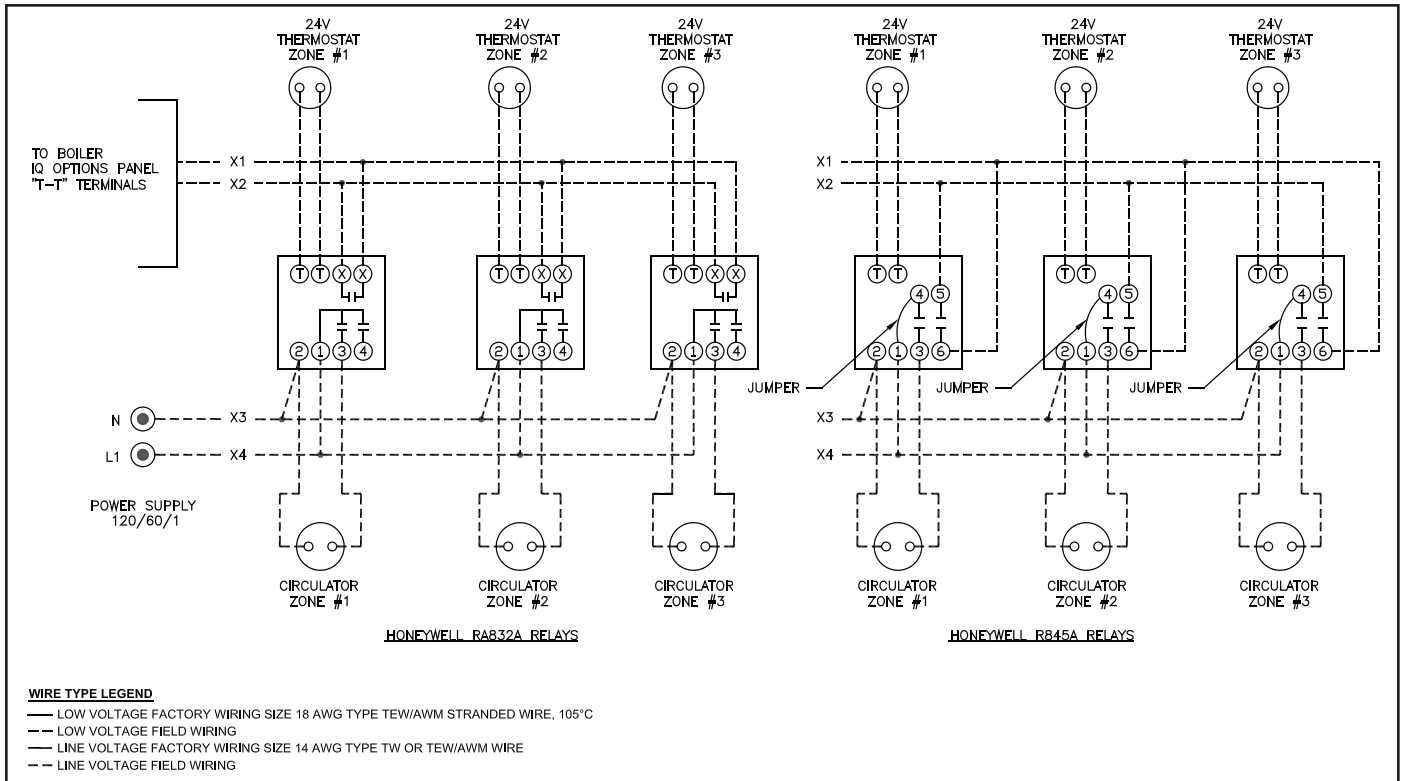 24V
THERMOSTAT
ZONE #1
24V
THERMOSTAT
ZONE #2
24V
THERMOSTAT
ZONE #3
24V
THERMOSTAT
ZONE #1
24V
THERMOSTAT
ZONE #2
24V
THERMOSTAT
ZONE #3
TO BOILER
IQ OPTIONS PANEL
"T-T" TERMINALS
X1
X2
X1
X2
T T X X
T T X X
T T X X
T T
T T
T T
4 5
4 5
4 5
2 1 3 4
2 1 3 4
2 1 3 4
2 1 3 6
2 1 3 6
2 1 3 6
JUMPER
JUMPER
JUMPER
N
X3
X3
L1
X4
X4
POWER SUPPLY
120/60/1
CIRCULATOR
ZONE #1
CIRCULATOR
ZONE #2
CIRCULATOR
ZONE #3
CIRCULATOR
ZONE #1
CIRCULATOR
ZONE #2
CIRCULATOR
ZONE #3
HONEYWELL RA832A RELAYS
HONEYWELL R845A RELAYS
WIRE TYPE LEGEND
LOW VOLTAGE FACTORY WIRING SIZE 18 AWG TYPE TEW/AWM STRANDED WIRE, 105°C
LOW VOLTAGE FIELD WIRING
LINE VOLTAGE FACTORY WIRING SIZE 14 AWG TYPE TW OR TEW/AWM WIRE
LINE VOLTAGE FIELD WIRING